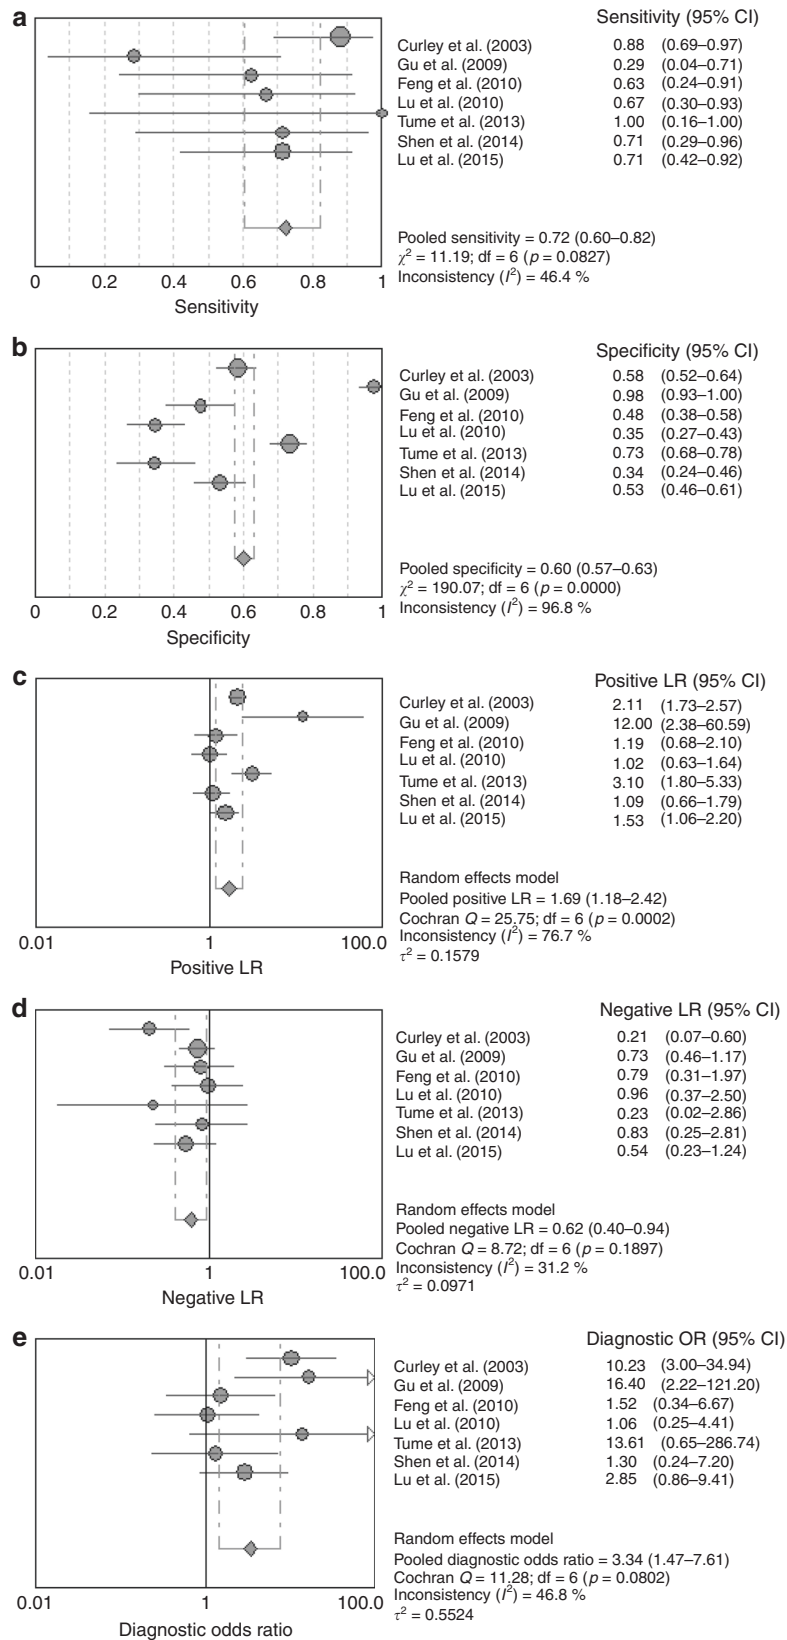 a
Sensitivity (95% CI)
Curley et al. (2003) 0.88 (0.69–0.97)
Gu et al. (2009) 0.29 (0.04–0.71)
Feng et al. (2010) 0.63 (0.24–0.91)
Lu et al. (2010) 0.67 (0.30–0.93)
Tume et al. (2013) 1.00 (0.16–1.00)
Shen et al. (2014) 0.71 (0.29–0.96)
Lu et al. (2015) 0.71 (0.42–0.92)
Pooled sensitivity = 0.72 (0.60–0.82)
χ² = 11.19; df = 6 (p = 0.0827)
Inconsistency (I²) = 46.4 %
0 0.2 0.4 0.6 0.8 1
Sensitivity
b
Specificity (95% CI)
Curley et al. (2003) 0.58 (0.52–0.64)
Gu et al. (2009) 0.98 (0.93–1.00)
Feng et al. (2010) 0.48 (0.38–0.58)
Lu et al. (2010) 0.35 (0.27–0.43)
Tume et al. (2013) 0.73 (0.68–0.78)
Shen et al. (2014) 0.34 (0.24–0.46)
Lu et al. (2015) 0.53 (0.46–0.61)
Pooled specificity = 0.60 (0.57–0.63)
χ² = 190.07; df = 6 (p = 0.0000)
Inconsistency (I²) = 96.8 %
0 0.2 0.4 0.6 0.8 1
Specificity
c
Positive LR (95% CI)
Curley et al. (2003) 2.11 (1.73–2.57)
Gu et al. (2009) 12.00 (2.38–60.59)
Feng et al. (2010) 1.19 (0.68–2.10)
Lu et al. (2010) 1.02 (0.63–1.64)
Tume et al. (2013) 3.10 (1.80–5.33)
Shen et al. (2014) 1.09 (0.66–1.79)
Lu et al. (2015) 1.53 (1.06–2.20)
Random effects model
Pooled positive LR = 1.69 (1.18–2.42)
Cochran Q = 25.75; df = 6 (p = 0.0002)
Inconsistency (I²) = 76.7 %
τ² = 0.1579
0.01 1 100.0
Positive LR
d
Negative LR (95% CI)
Curley et al. (2003) 0.21 (0.07–0.60)
Gu et al. (2009) 0.73 (0.46–1.17)
Feng et al. (2010) 0.79 (0.31–1.97)
Lu et al. (2010) 0.96 (0.37–2.50)
Tume et al. (2013) 0.23 (0.02–2.86)
Shen et al. (2014) 0.83 (0.25–2.81)
Lu et al. (2015) 0.54 (0.23–1.24)
Random effects model
Pooled negative LR = 0.62 (0.40–0.94)
Cochran Q = 8.72; df = 6 (p = 0.1897)
Inconsistency (I²) = 31.2 %
τ² = 0.0971
0.01 1 100.0
Negative LR
e
Diagnostic OR (95% CI)
Curley et al. (2003) 10.23 (3.00–34.94)
Gu et al. (2009) 16.40 (2.22–121.20)
Feng et al. (2010) 1.52 (0.34–6.67)
Lu et al. (2010) 1.06 (0.25–4.41)
Tume et al. (2013) 13.61 (0.65–286.74)
Shen et al. (2014) 1.30 (0.24–7.20)
Lu et al. (2015) 2.85 (0.86–9.41)
Random effects model
Pooled diagnostic odds ratio = 3.34 (1.47–7.61)
Cochran Q = 11.28; df = 6 (p = 0.0802)
Inconsistency (I²) = 46.8 %
τ² = 0.5524
0.01 1 100.0
Diagnostic odds ratio